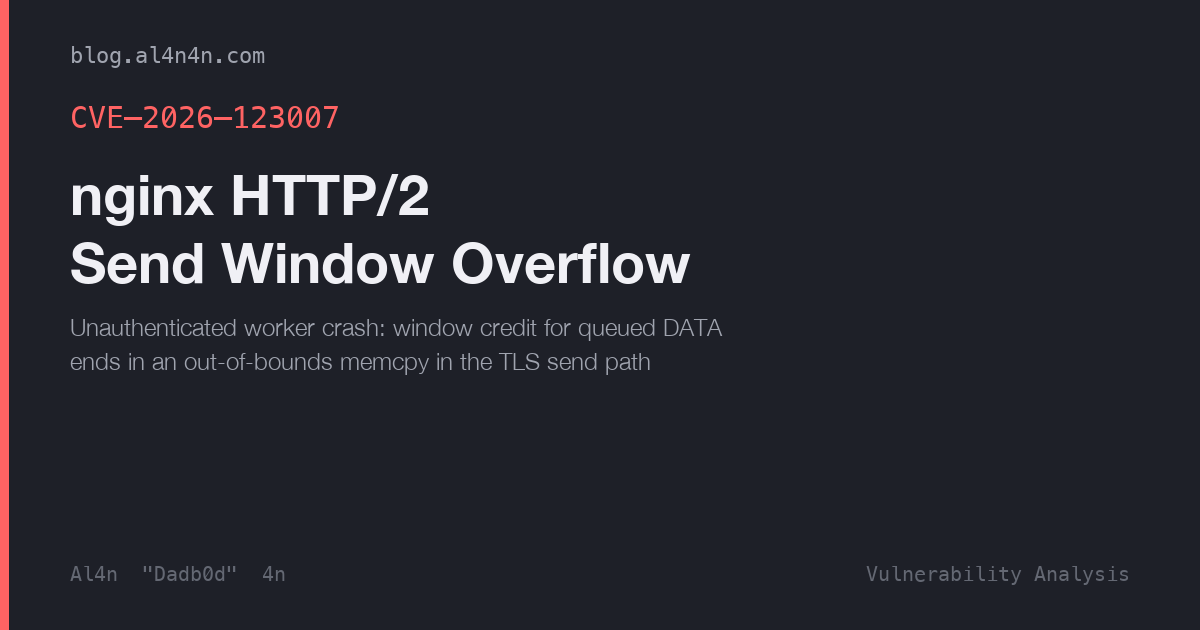 blog.al4n4n.com
CVE—2026—123007
nginx HTTP/2
Send Window Overflow
Unauthenticated worker crash: window credit for queued DATA
ends in an out-of-bounds memcpy in the TLS send path
Al4n "Dadb0d" 4n
Vulnerability Analysis